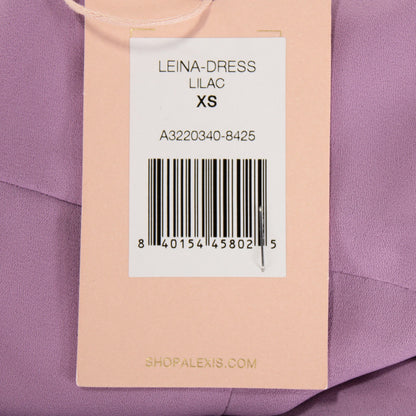 LEINA-DRESS
LILAC
XS
A3220340-8425
8 40154 45802 5
SHOPALEXIS.COM